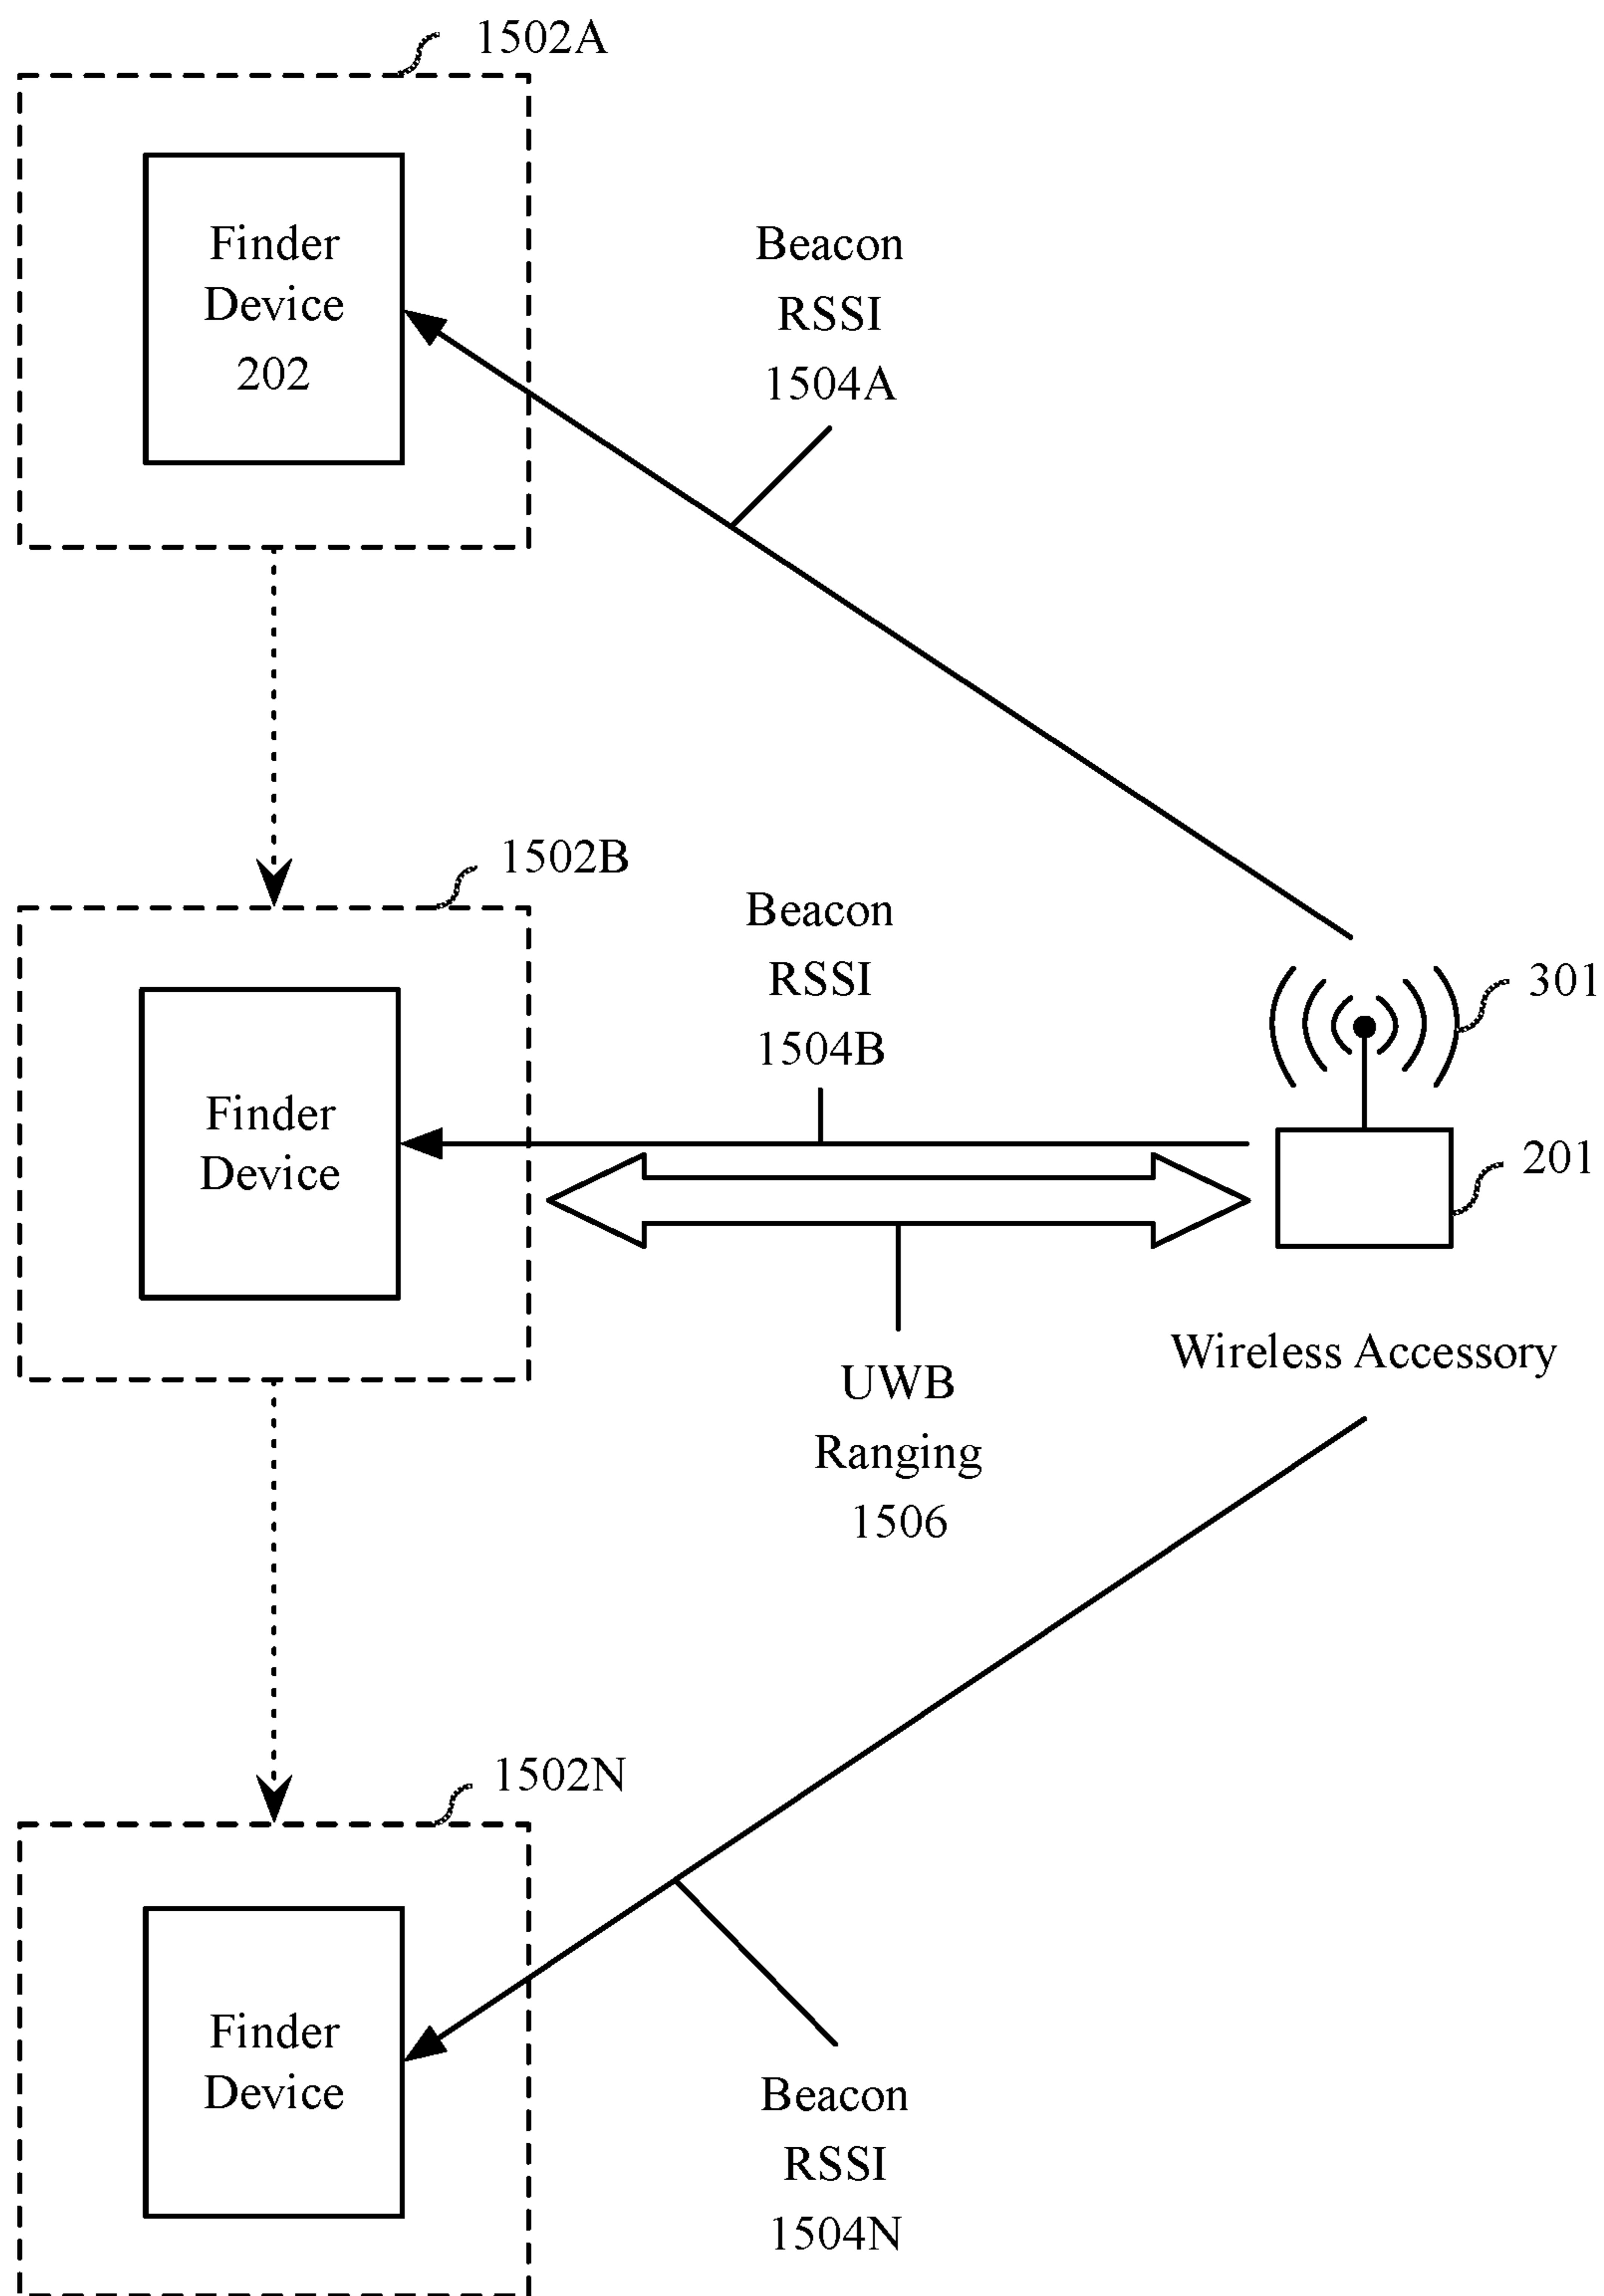 1502A
Finder
Device
202
Beacon
RSSI
1504A
1502B
Beacon
RSSI
1504B
301
Finder
Device
201
Wireless Accessory
UWB
Ranging
1506
1502N
Finder
Device
Beacon
RSSI
1504N